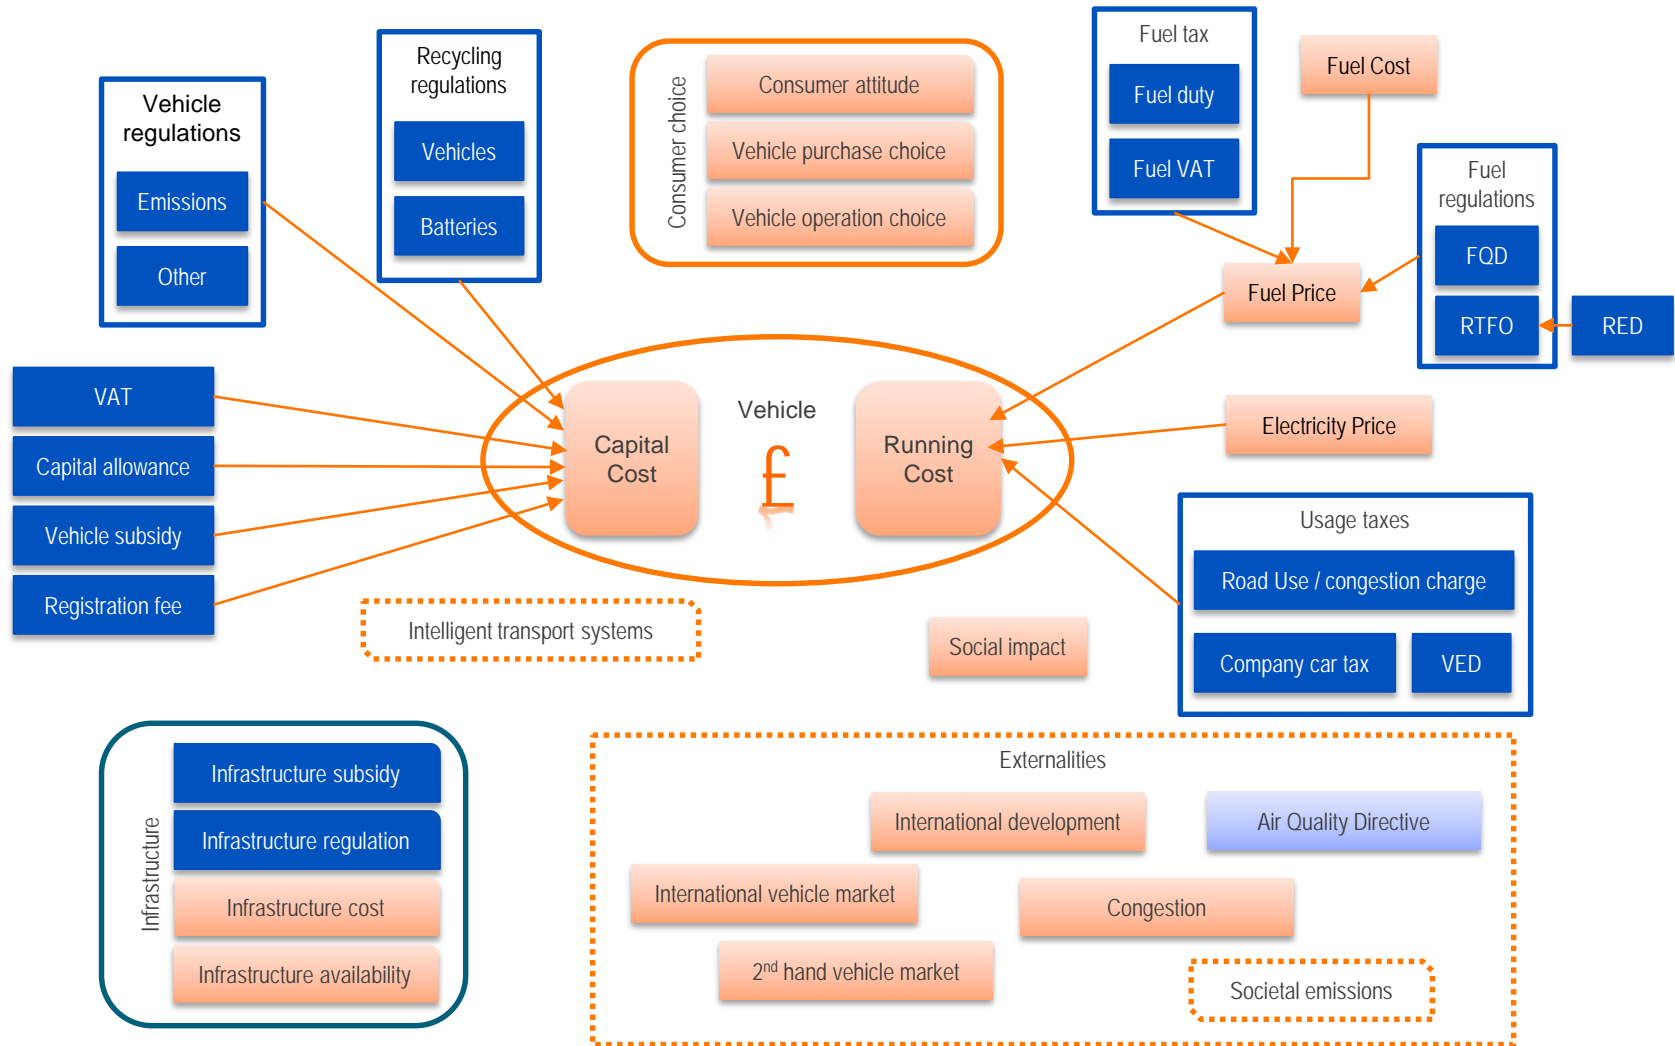 Vehicle
regulations
Emissions
Other
Recycling
regulations
Vehicles
Batteries
Consumer choice
Consumer attitude
Vehicle purchase choice
Vehicle operation choice
Fuel tax
Fuel duty
Fuel VAT
Fuel Cost
Fuel
regulations
FQD
RTFO
RED
Fuel Price
VAT
Capital allowance
Vehicle subsidy
Registration fee
Capital
Cost
Vehicle
£
Running
Cost
Electricity Price
Usage taxes
Road Use / congestion charge
Company car tax
VED
Intelligent transport systems
Social impact
Infrastructure
Infrastructure subsidy
Infrastructure regulation
Infrastructure cost
Infrastructure availability
Externalities
International development
Air Quality Directive
International vehicle market
Congestion
2nd hand vehicle market
Societal emissions